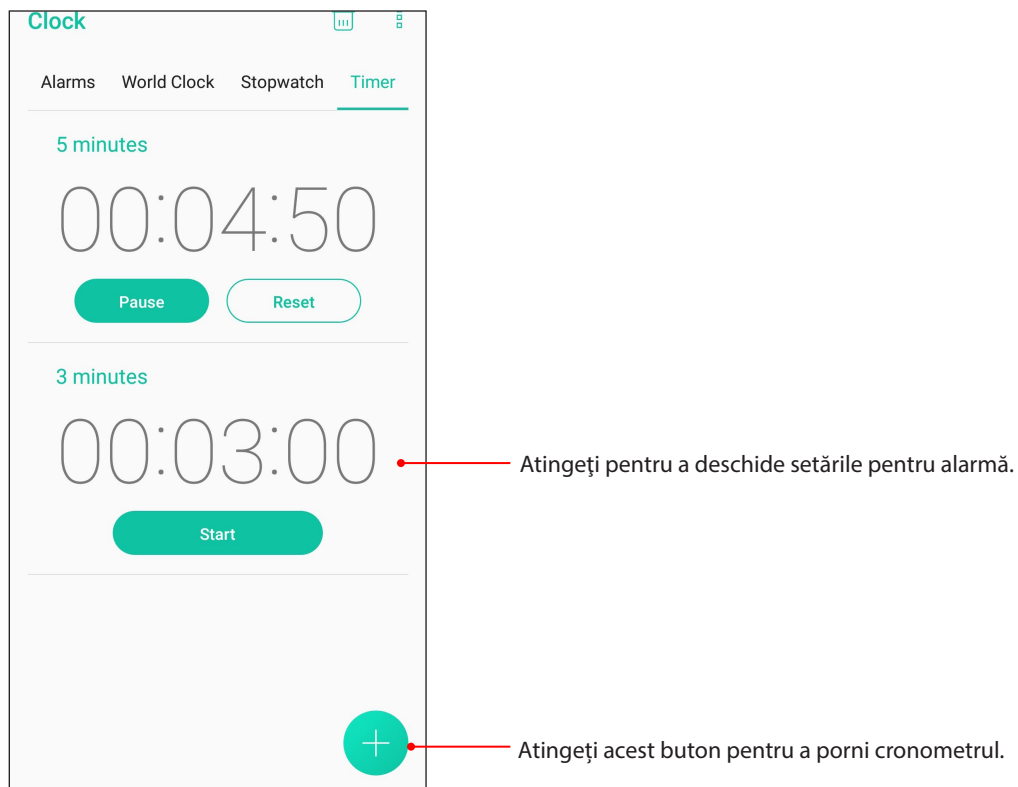 Clock
Alarms World Clock Stopwatch Timer
5 minutes
00:04:50
Pause Reset
3 minutes
00:03:00
Atingeţi pentru a deschide setările pentru alarmă.
Start
Atingeți acest buton pentru a porni cronometrul.